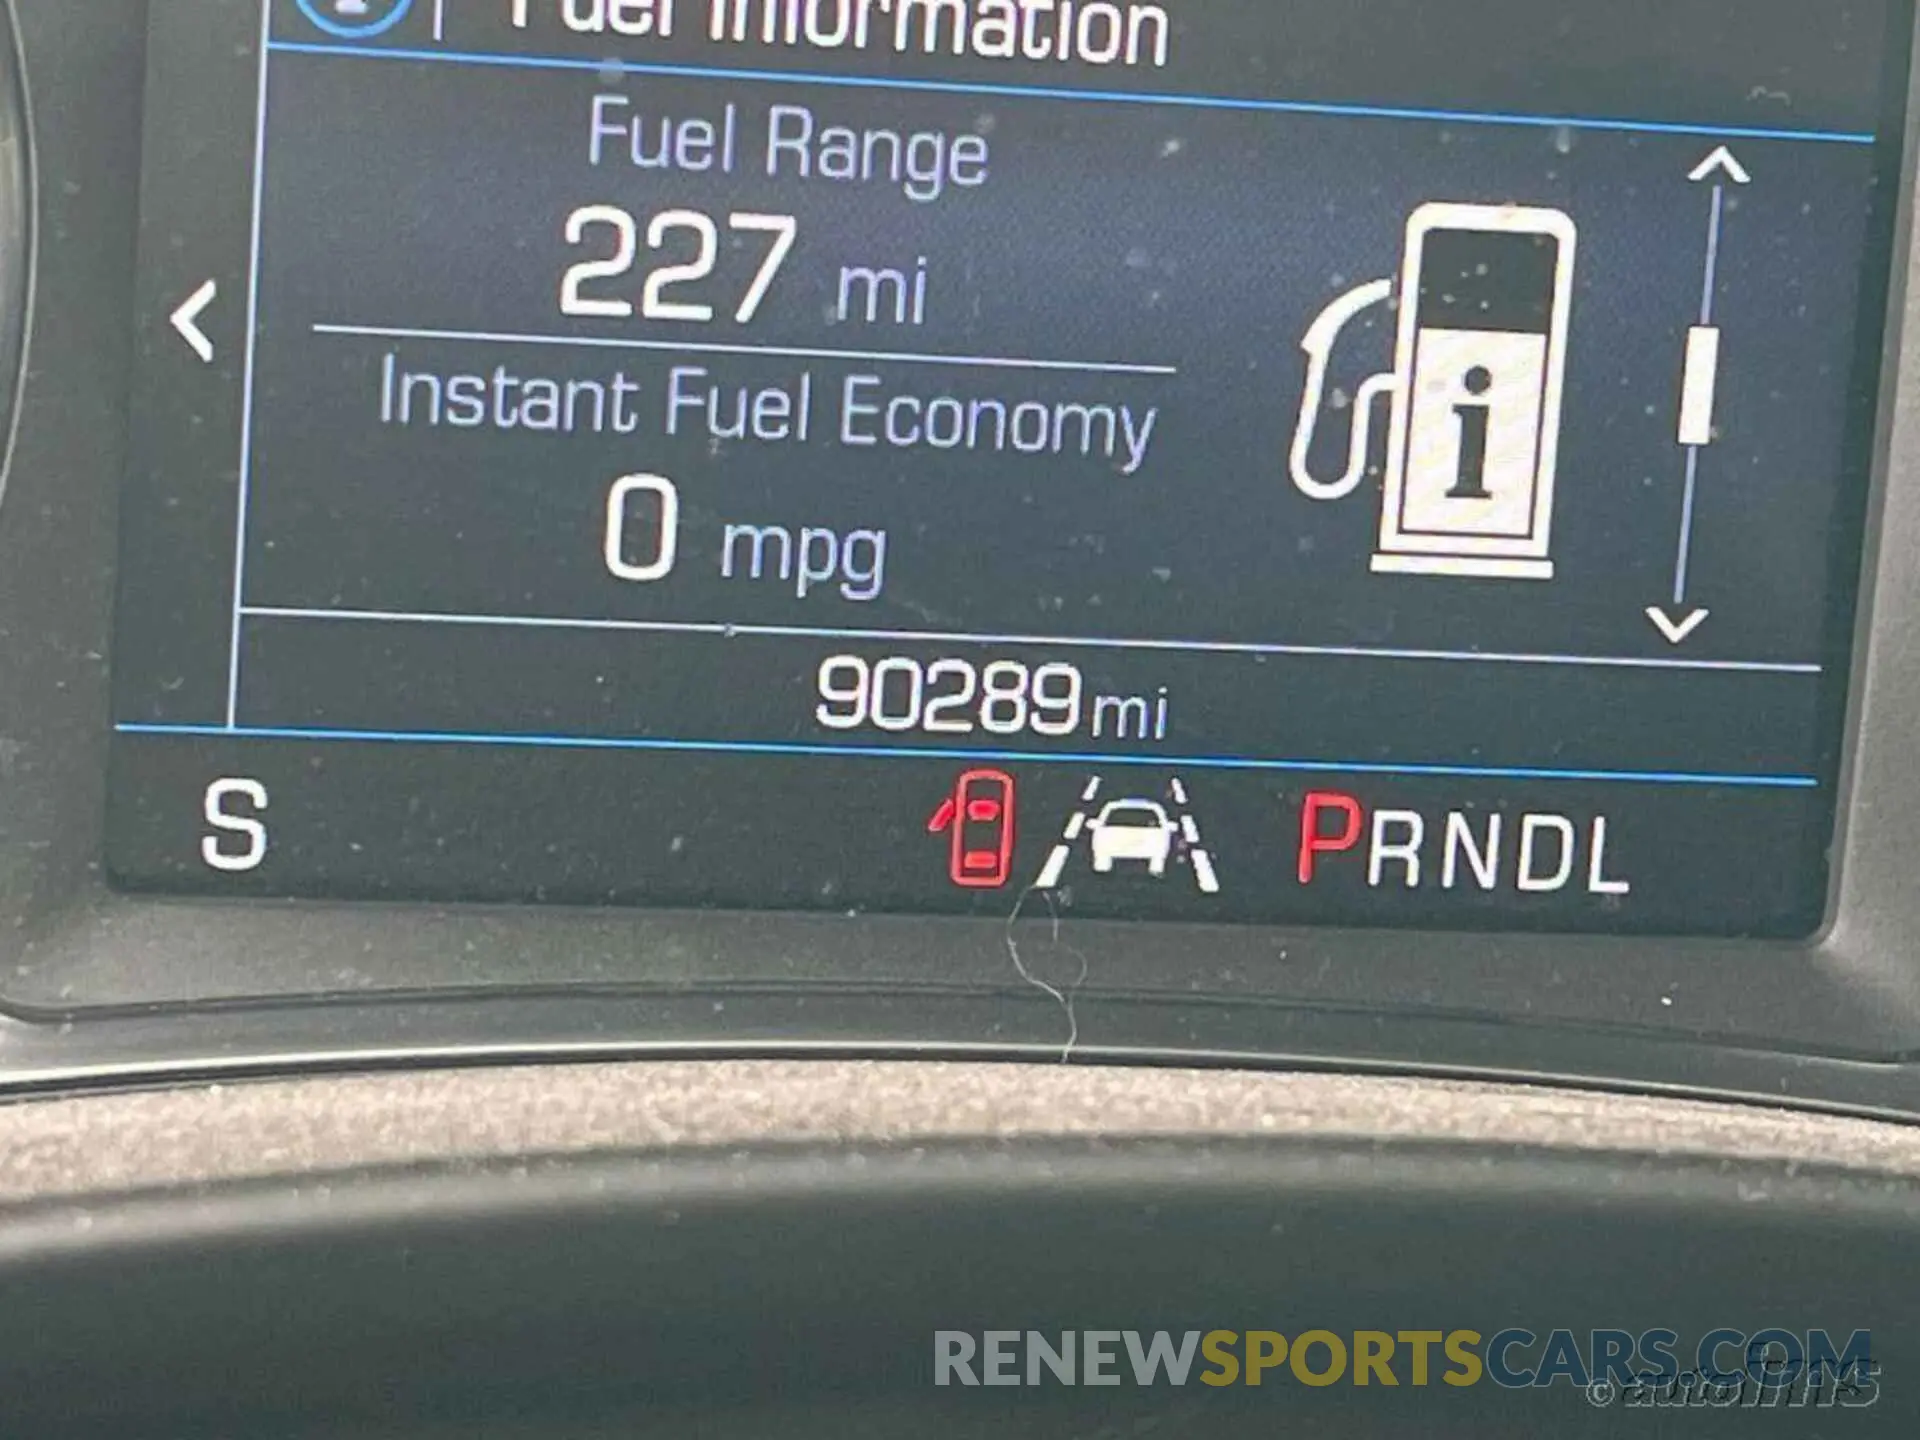 Fuel Information
Fuel Range
227 mi
Instant Fuel Economy
0 mpg
i
90289 mi
S
PRNDL
RENEWSPORTSCARS.COM
©